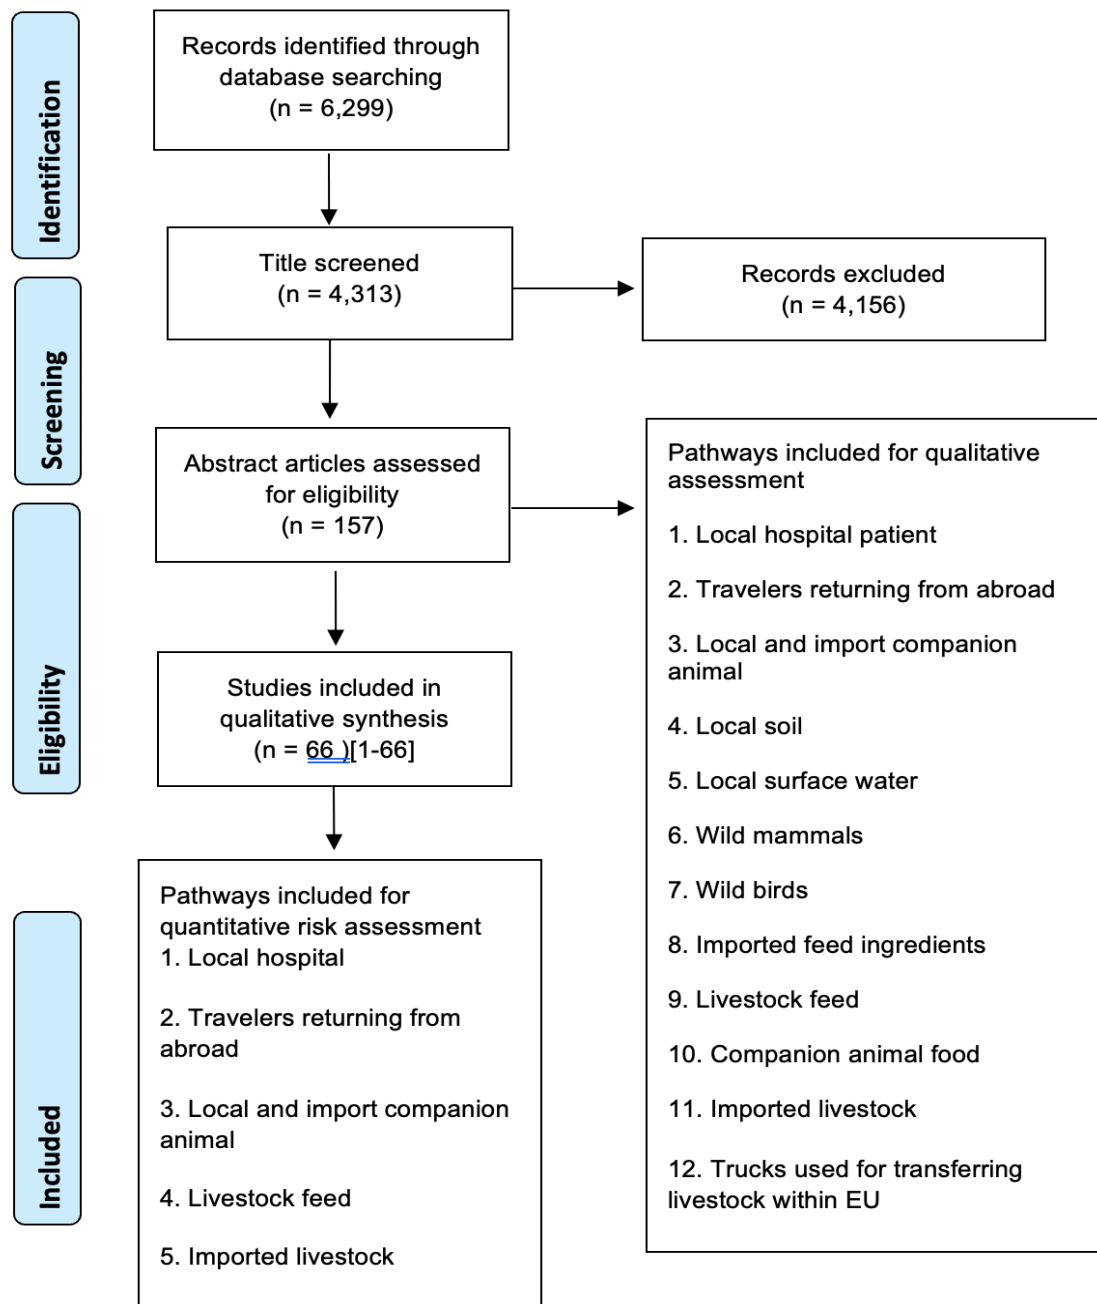 Identification
Records identified through
database searching
(n = 6,299)
Title screened
(n = 4,313)
Records excluded
(n = 4,156)
Screening
Abstract articles assessed
for eligibility
(n = 157)
Pathways included for qualitative
assessment
1. Local hospital patient
2. Travelers returning from abroad
3. Local and import companion
animal
4. Local soil
5. Local surface water
6. Wild mammals
7. Wild birds
8. Imported feed ingredients
9. Livestock feed
10. Companion animal food
11. Imported livestock
12. Trucks used for transferring
livestock within EU
Eligibility
Studies included in
qualitative synthesis
(n = 66 )[1-66]
Included
Pathways included for
quantitative risk assessment
1. Local hospital
2. Travelers returning from
abroad
3. Local and import companion
animal
4. Livestock feed
5. Imported livestock